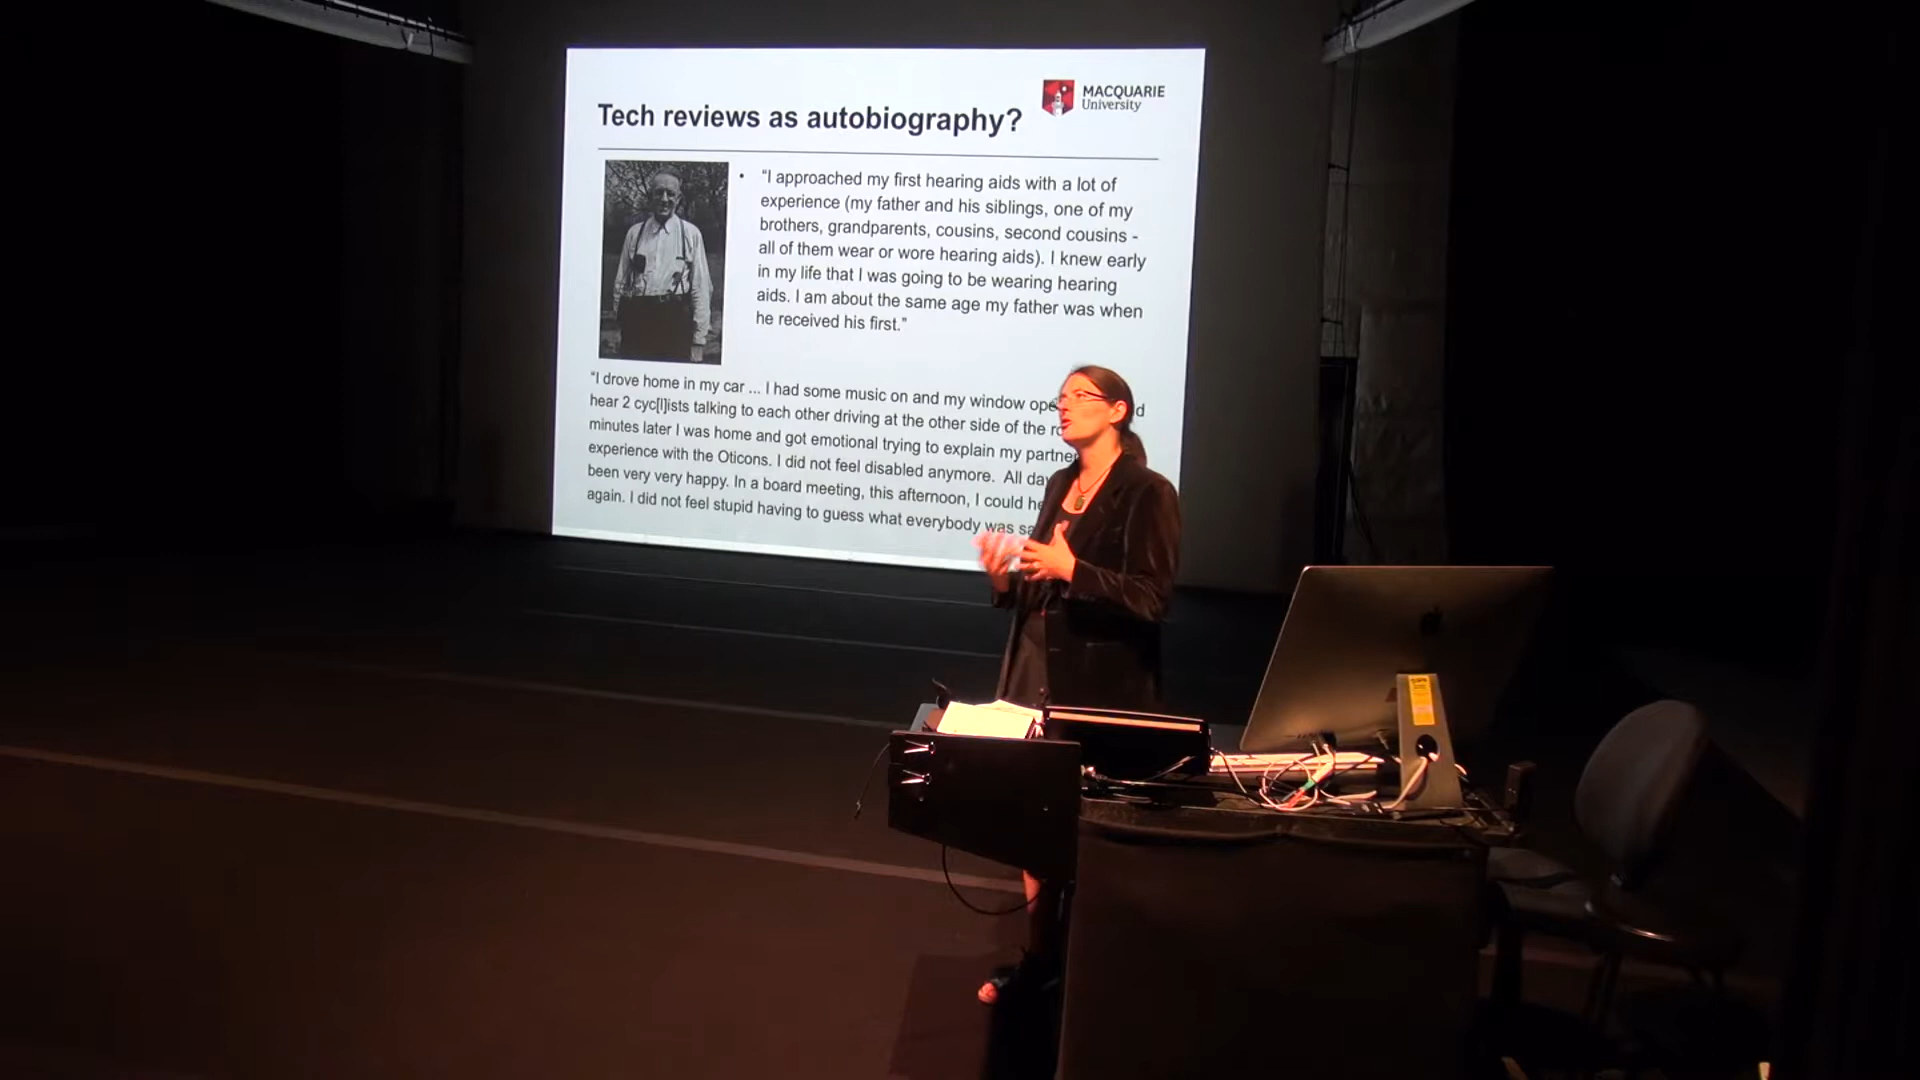 MACQUARIE
University
Tech reviews as autobiography?
• "I approached my first hearing aids with a lot of
experience (my father and his siblings, one of my
brothers, grandparents, cousins, second cousins -
all of them wear or wore hearing aids). I knew early
in my life that I was going to be wearing hearing
aids. I am about the same age my father was when
he received his first."
"I drove home in my car ... I had some music on and my window ope d
hear 2 cyc[l]ists talking to each other driving at the other side of the
minutes later I was home and got emotional trying to explain my partner
experience with the Oticons. I did not feel disabled anymore. All day
been very very happy. In a board meeting, this afternoon, I could
again. I did not feel stupid having to guess what everybody was